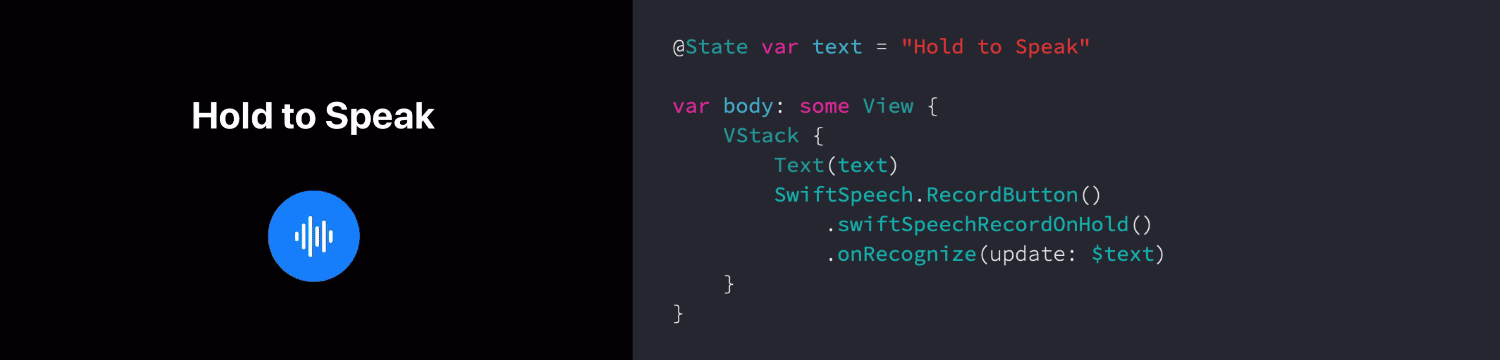 Hold to Speak
@State var text = "Hold to Speak"
var body: some View {
    VStack {
        Text(text)
        SwiftSpeech.RecordButton()
            .swiftSpeechRecordOnHold()
            .onRecognize(update: $text)
    }
}